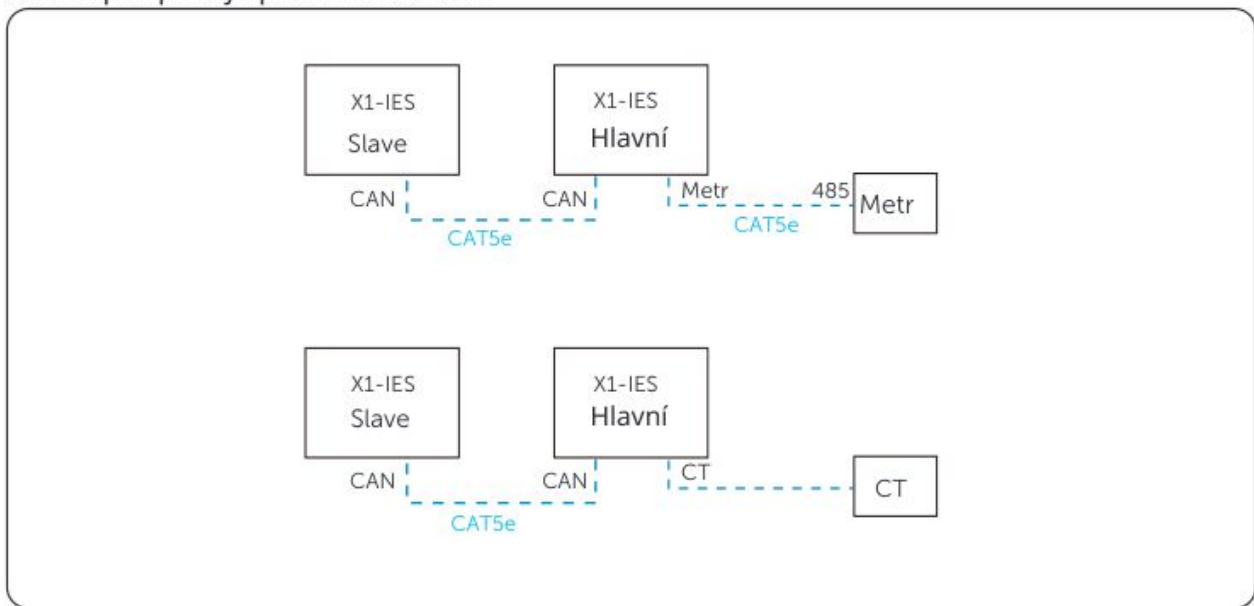 X1-IES
Slave
X1-IES
Hlavní
CAN
CAN
Metr
485
Metr
CAT5e
CAT5e
X1-IES
Slave
X1-IES
Hlavní
CAN
CAN
CT
CT
CAT5e